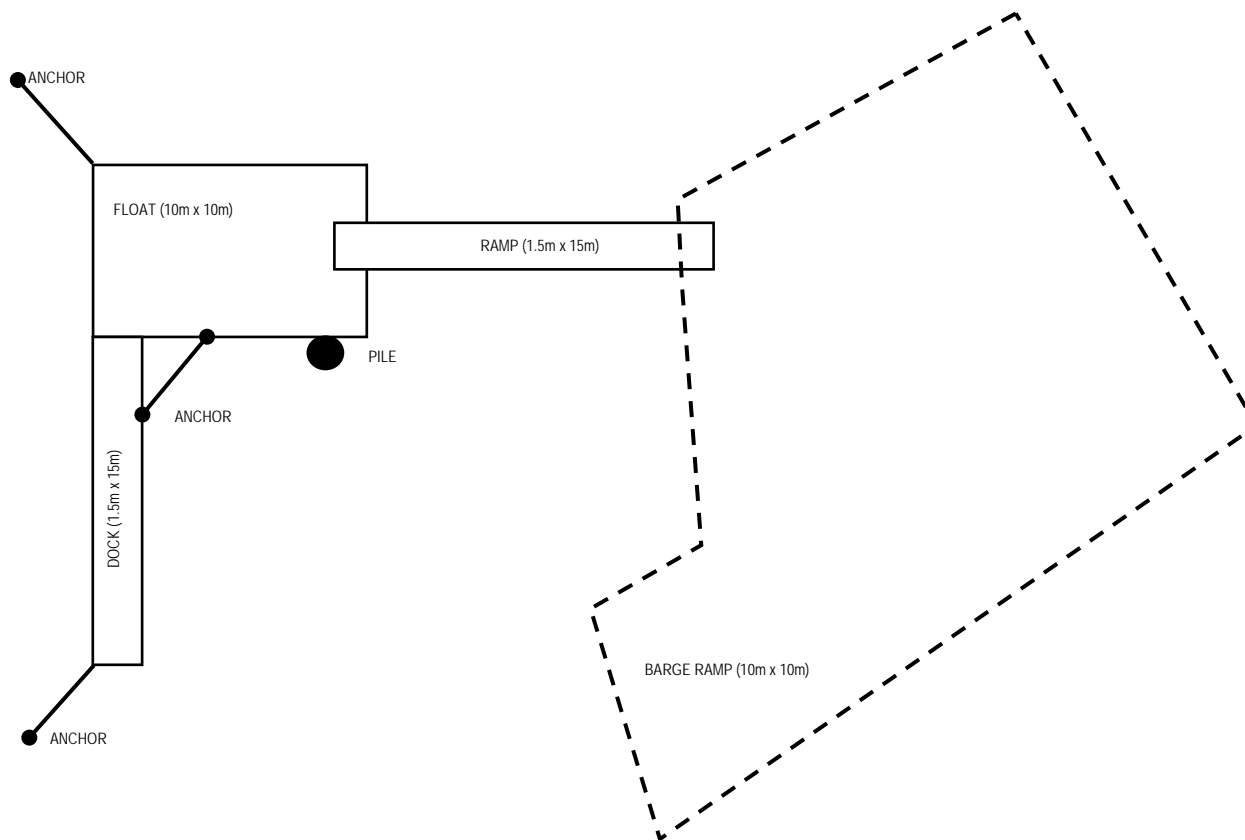 ANCHOR
FLOAT (10m x 10m)
RAMP (1.5m x 15m)
PILE
ANCHOR
DOCK (1.5m x 15m)
BARGE RAMP (10m x 10m)
ANCHOR